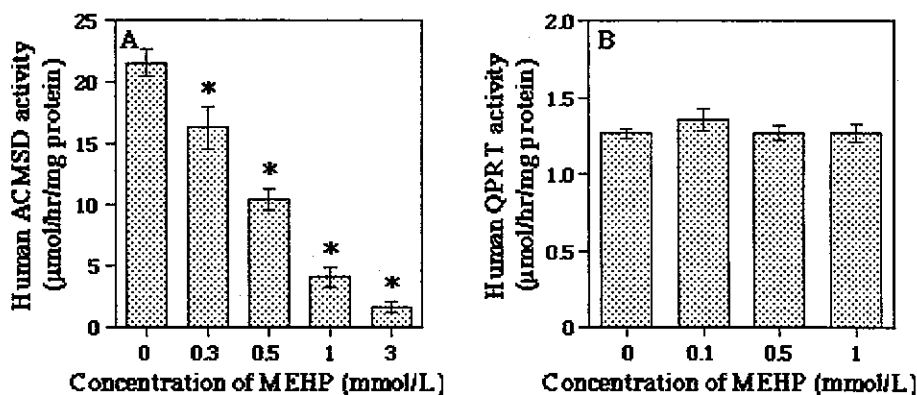 A
Human ACMSD activity
(μmol/hr/mg protein)
25
20
15
10
5
0
*
*
*
*
0 0.3 0.5 1 3
Concentration of MEHP (mmol/L)
B
Human QPRT activity
(μmol/hr/mg protein)
2.0
1.5
1.0
0.5
0.0
0 0.1 0.5 1
Concentration of MEHP (mmol/L)